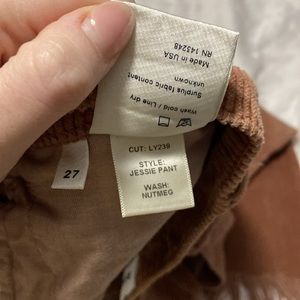 Made in USA
RN 143248
Surplus fabric content
unknown
Wash cold / Line dry
27
CUT: LY239
STYLE:
JESSIE PANT
WASH:
NUTMEG